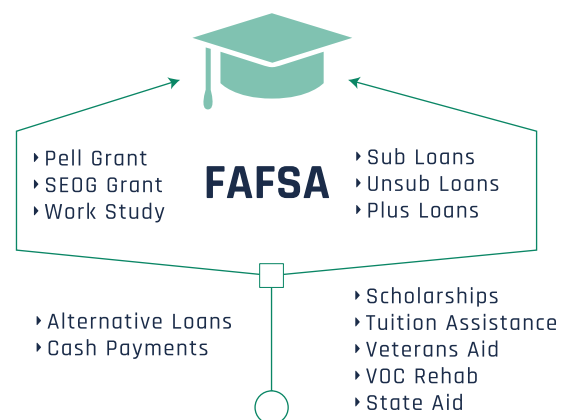 Pell Grant
SEOG Grant
Work Study
FAFSA
Sub Loans
Unsub Loans
Plus Loans
Alternative Loans
Cash Payments
Scholarships
Tuition Assistance
Veterans Aid
VOC Rehab
State Aid